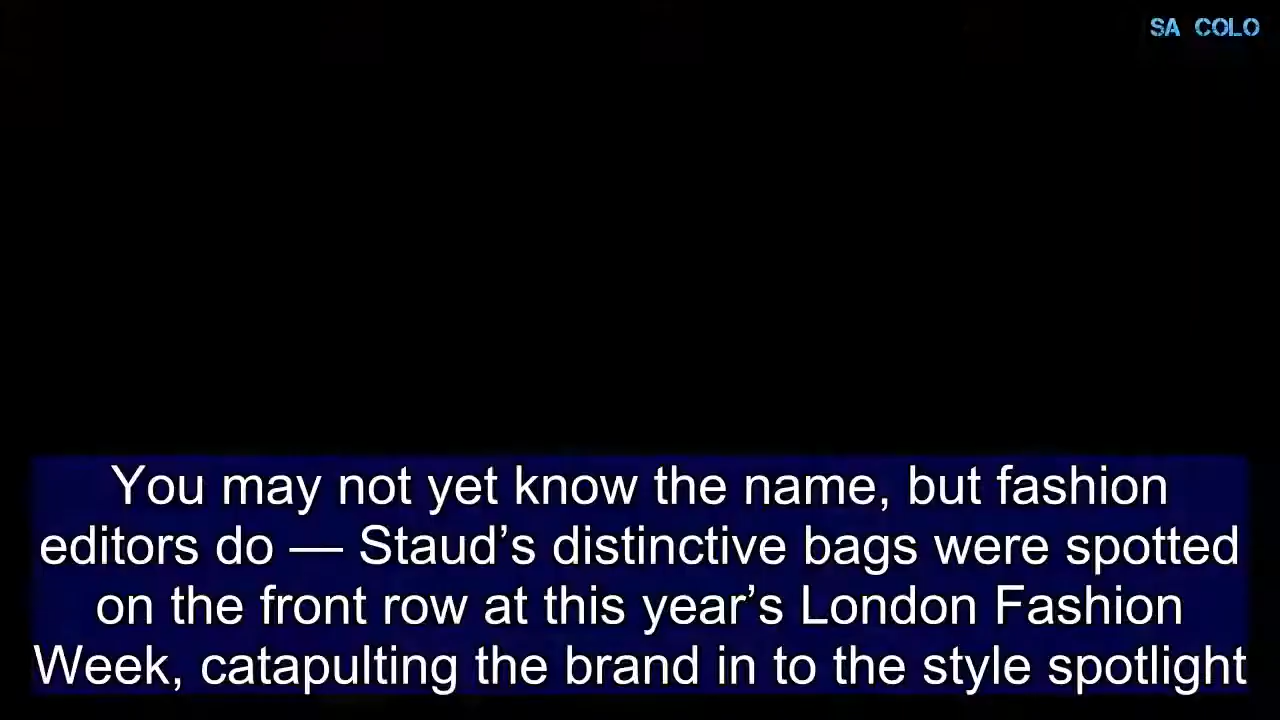 SA COLO
You may not yet know the name, but fashion
editors do — Staud’s distinctive bags were spotted
on the front row at this year’s London Fashion
Week, catapulting the brand in to the style spotlight